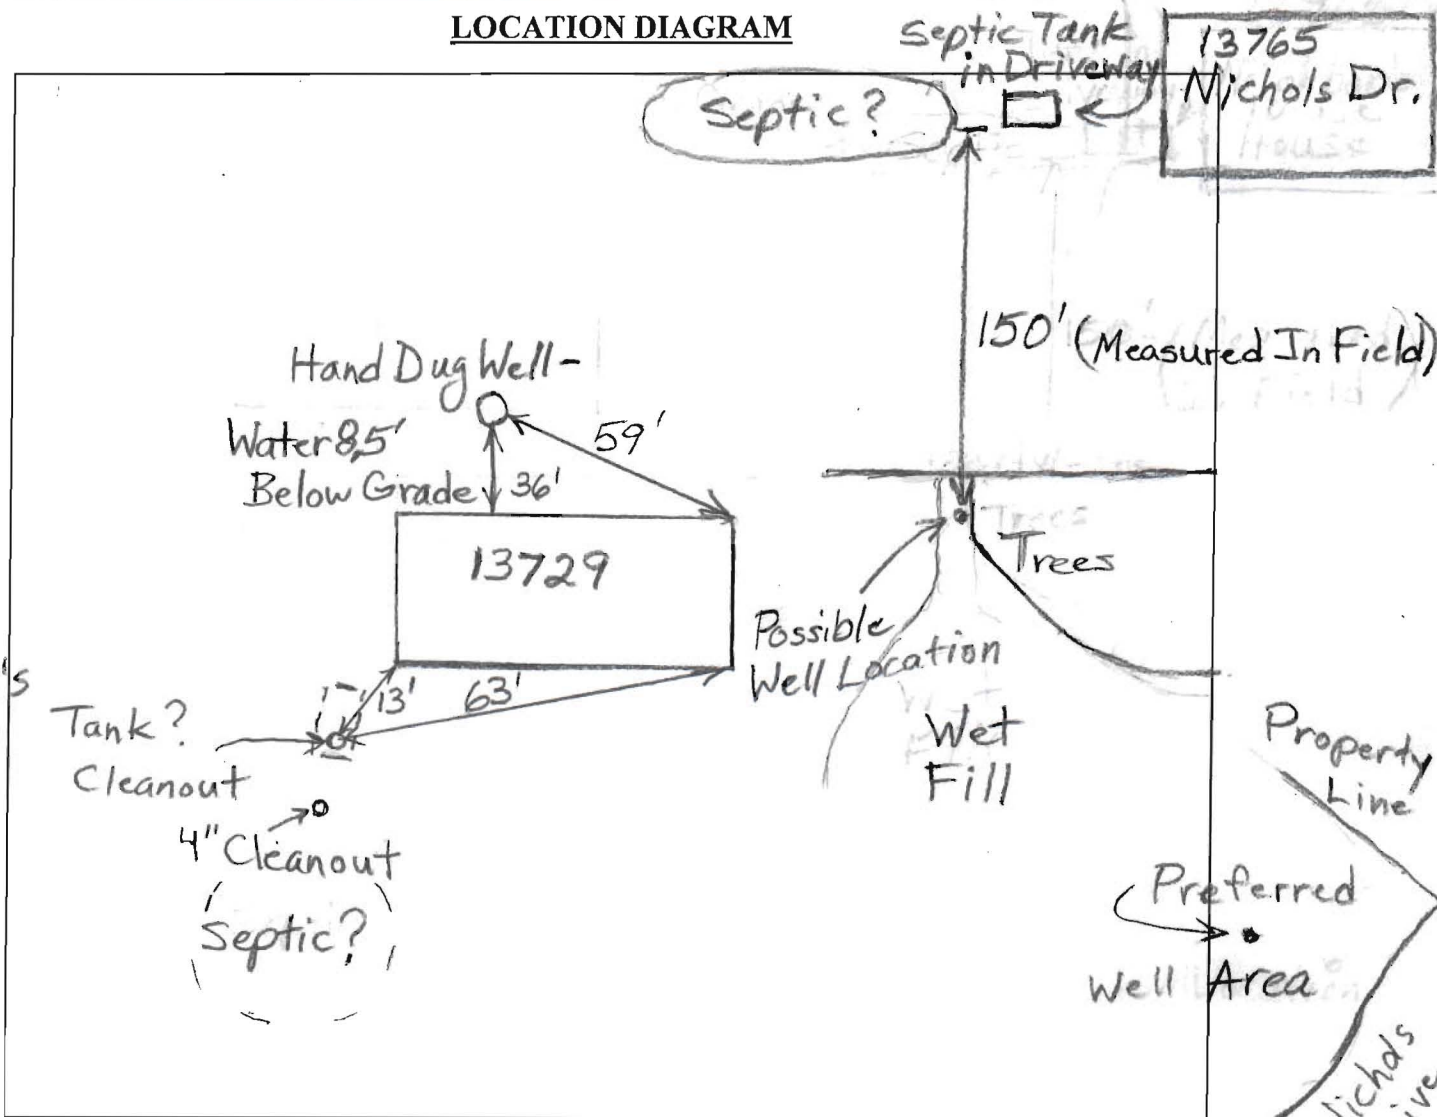 LOCATION DIAGRAM
Septic Tank
in Driveway
13765
Nichols Dr.
Septic?
House
150' (Measured In Field)
Hand Dug Well-
Water 8.5'
Below Grade
59'
36'
13729
Trees
Trees
Possible
Well Location
13'
63'
's
Tank?
Cleanout
Wet
Fill
4" Cleanout
Septic?
Property
Line
Preferred
Well Area
Nichols